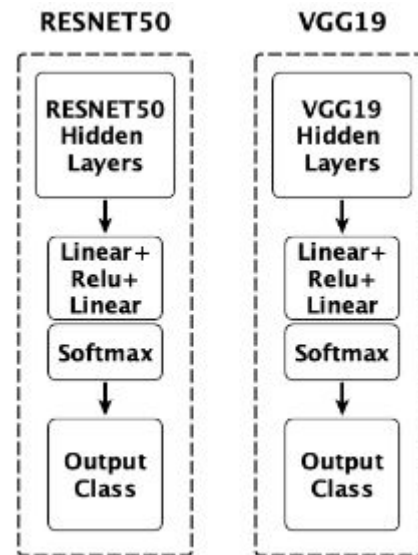 RESNET50
RESNET50
Hidden
Layers
Linear+
Relu+
Linear
Softmax
Output
Class
VGG19
VGG19
Hidden
Layers
Linear+
Relu+
Linear
Softmax
Output
Class